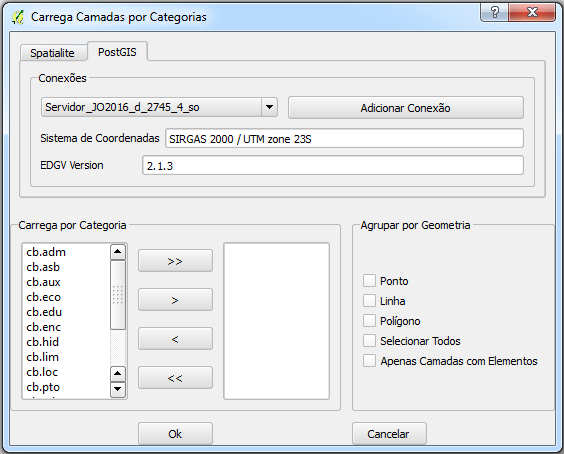 Carrega Camadas por Categorias
Spatialite
PostGIS
Conexões
Servidor_JO2016_d_2745_4_so
Adicionar Conexão
Sistema de Coordenadas
SIRGAS 2000 / UTM zone 23S
EDGV Version
2.1.3
Carrega por Categoria
cb.adm
cb.asb
cb.aux
cb.eco
cb.edu
cb.enc
cb.hid
cb.lim
cb.loc
cb.pto
>>
>
<
<<
Agrupar por Geometria
Ponto
Linha
Polígono
Selecionar Todos
Apenas Camadas com Elementos
Ok
Cancelar